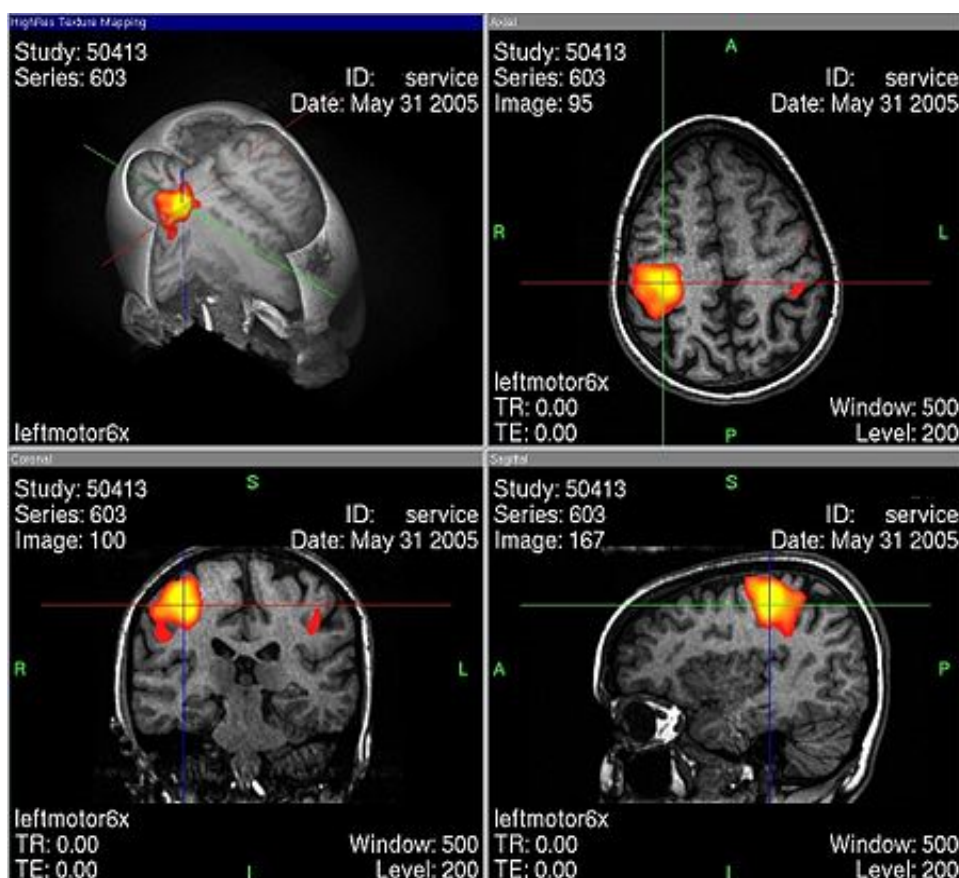 HighRes Texture Mapping
Study: 50413
Series: 603
ID: service
Date: May 31 2005
leftmotor6x
Axial
Study: 50413
Series: 603
Image: 95
A
ID: service
Date: May 31 2005
R
L
leftmotor6x
TR: 0.00
TE: 0.00
P
Window: 500
Level: 200
Coronal
Study: 50413
Series: 603
Image: 100
S
ID: service
Date: May 31 2005
R
L
leftmotor6x
TR: 0.00
TE: 0.00
I
Window: 500
Level: 200
Sagittal
Study: 50413
Series: 603
Image: 167
S
ID: service
Date: May 31 2005
A
P
leftmotor6x
TR: 0.00
TE: 0.00
I
Window: 500
Level: 200